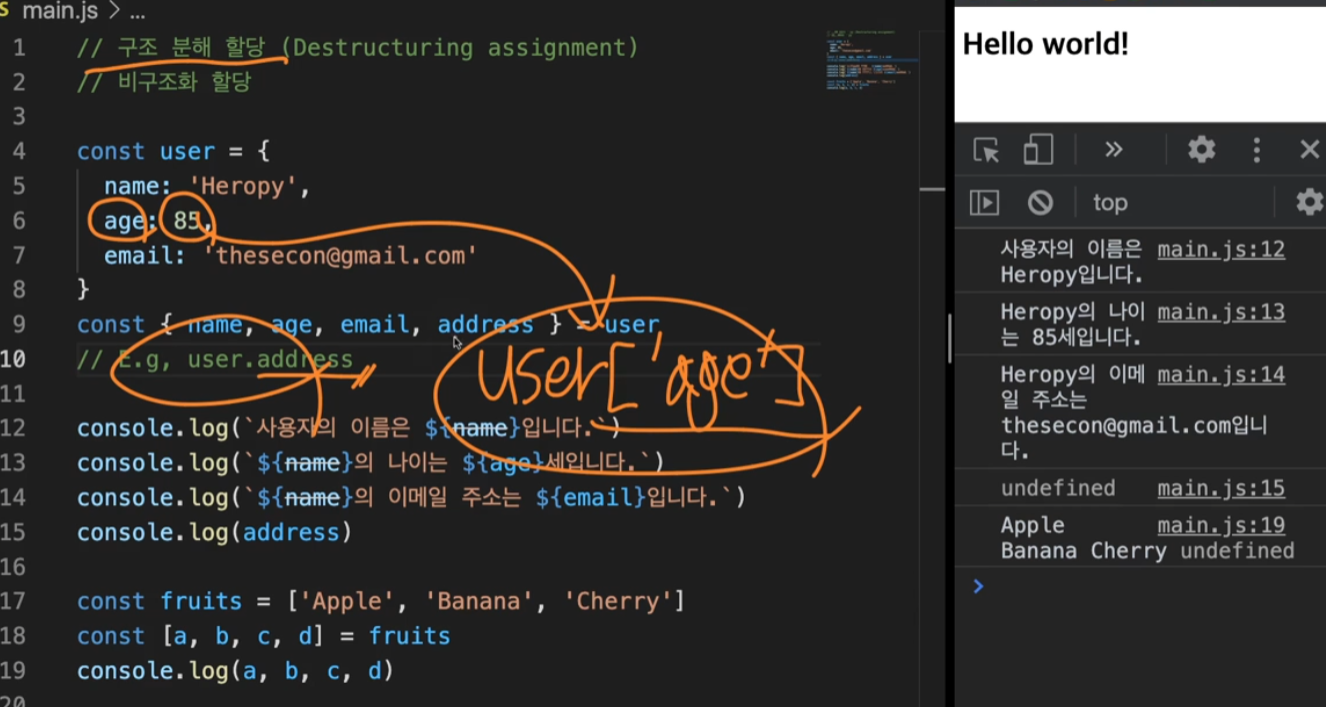 main.js > ...
1 // 구조 분해 할당 (Destructuring assignment)
2 // 비구조화 할당
3
4 const user = {
5 name: 'Heropy',
6 age: 85,
7 email: 'thesecon@gmail.com'
8 }
9 const { name, age, email, address } = user
10 // E.g, user.address
user['age']
11
12 console.log(`사용자의 이름은 ${name}입니다.`)
13 console.log(`${name}의 나이는 ${age}세입니다.`)
14 console.log(`${name}의 이메일 주소는 ${email}입니다.`)
15 console.log(address)
16
17 const fruits = ['Apple', 'Banana', 'Cherry']
18 const [a, b, c, d] = fruits
19 console.log(a, b, c, d)
20
Hello world!
top
사용자의 이름은 main.js:12
Heropy입니다.
Heropy의 나이 main.js:13
는 85세입니다.
Heropy의 이메 main.js:14
일 주소는
thesecon@gmail.com입니
다.
undefined main.js:15
Apple main.js:19
Banana Cherry undefined